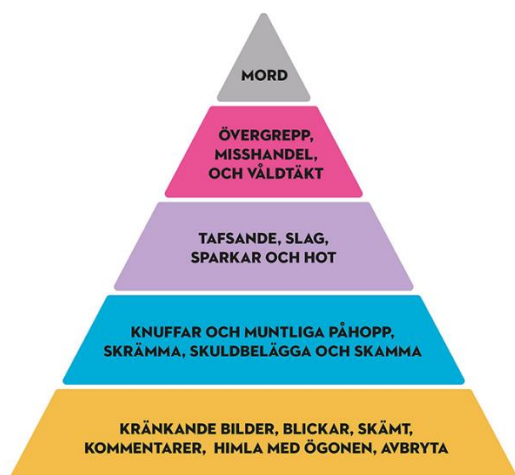 MORD
ÖVERGREPP,
MISSHANDEL,
OCH VÅLDTÄKT
TAFSANDE, SLAG,
SPARKAR OCH HOT
KNUFFAR OCH MUNTLIGA PÅHOPP,
SKRÄMMA, SKULDBELÄGGA OCH SKAMMA
KRÄNKANDE BILDER, BLICKAR, SKÄMT,
KOMMENTARER, HIMLA MED ÖGONEN, AVBRYTA